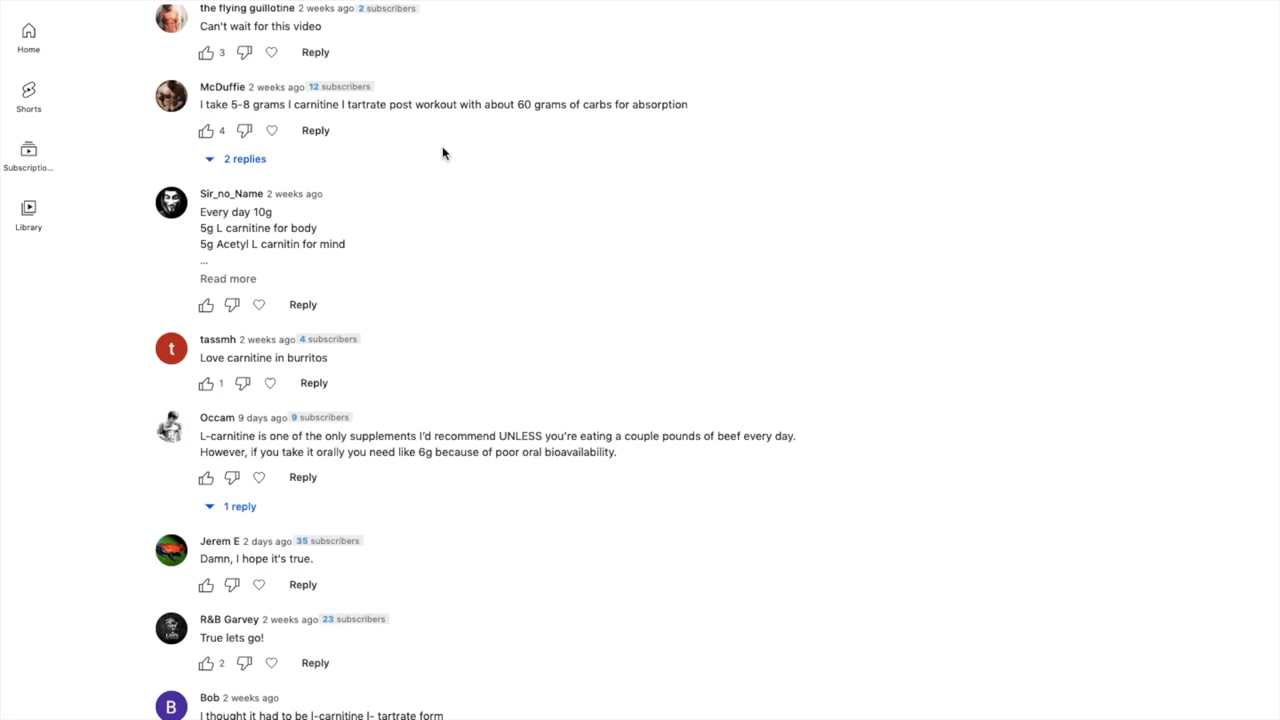 the flying guillotine 2 weeks ago 2 subscribers
Can't wait for this video
3 Reply
Home
McDuffie 2 weeks ago 12 subscribers
I take 5-8 grams l carnitine l tartrate post workout with about 60 grams of carbs for absorption
Shorts
4 Reply
2 replies
Subscriptio...
Sir_no_Name 2 weeks ago
Every day 10g
Library
5g L carnitine for body
5g Acetyl L carnitin for mind
...
Read more
Reply
t
tassmh 2 weeks ago 4 subscribers
Love carnitine in burritos
1 Reply
Occam 9 days ago 9 subscribers
L-carnitine is one of the only supplements I'd recommend UNLESS you're eating a couple pounds of beef every day.
However, if you take it orally you need like 6g because of poor oral bioavailability.
Reply
1 reply
Jerem E 2 days ago 35 subscribers
Damn, I hope it's true.
Reply
R&B Garvey 2 weeks ago 23 subscribers
True lets go!
2 Reply
B
Bob 2 weeks ago
I thought it had to be l-carnitine l- tartrate form